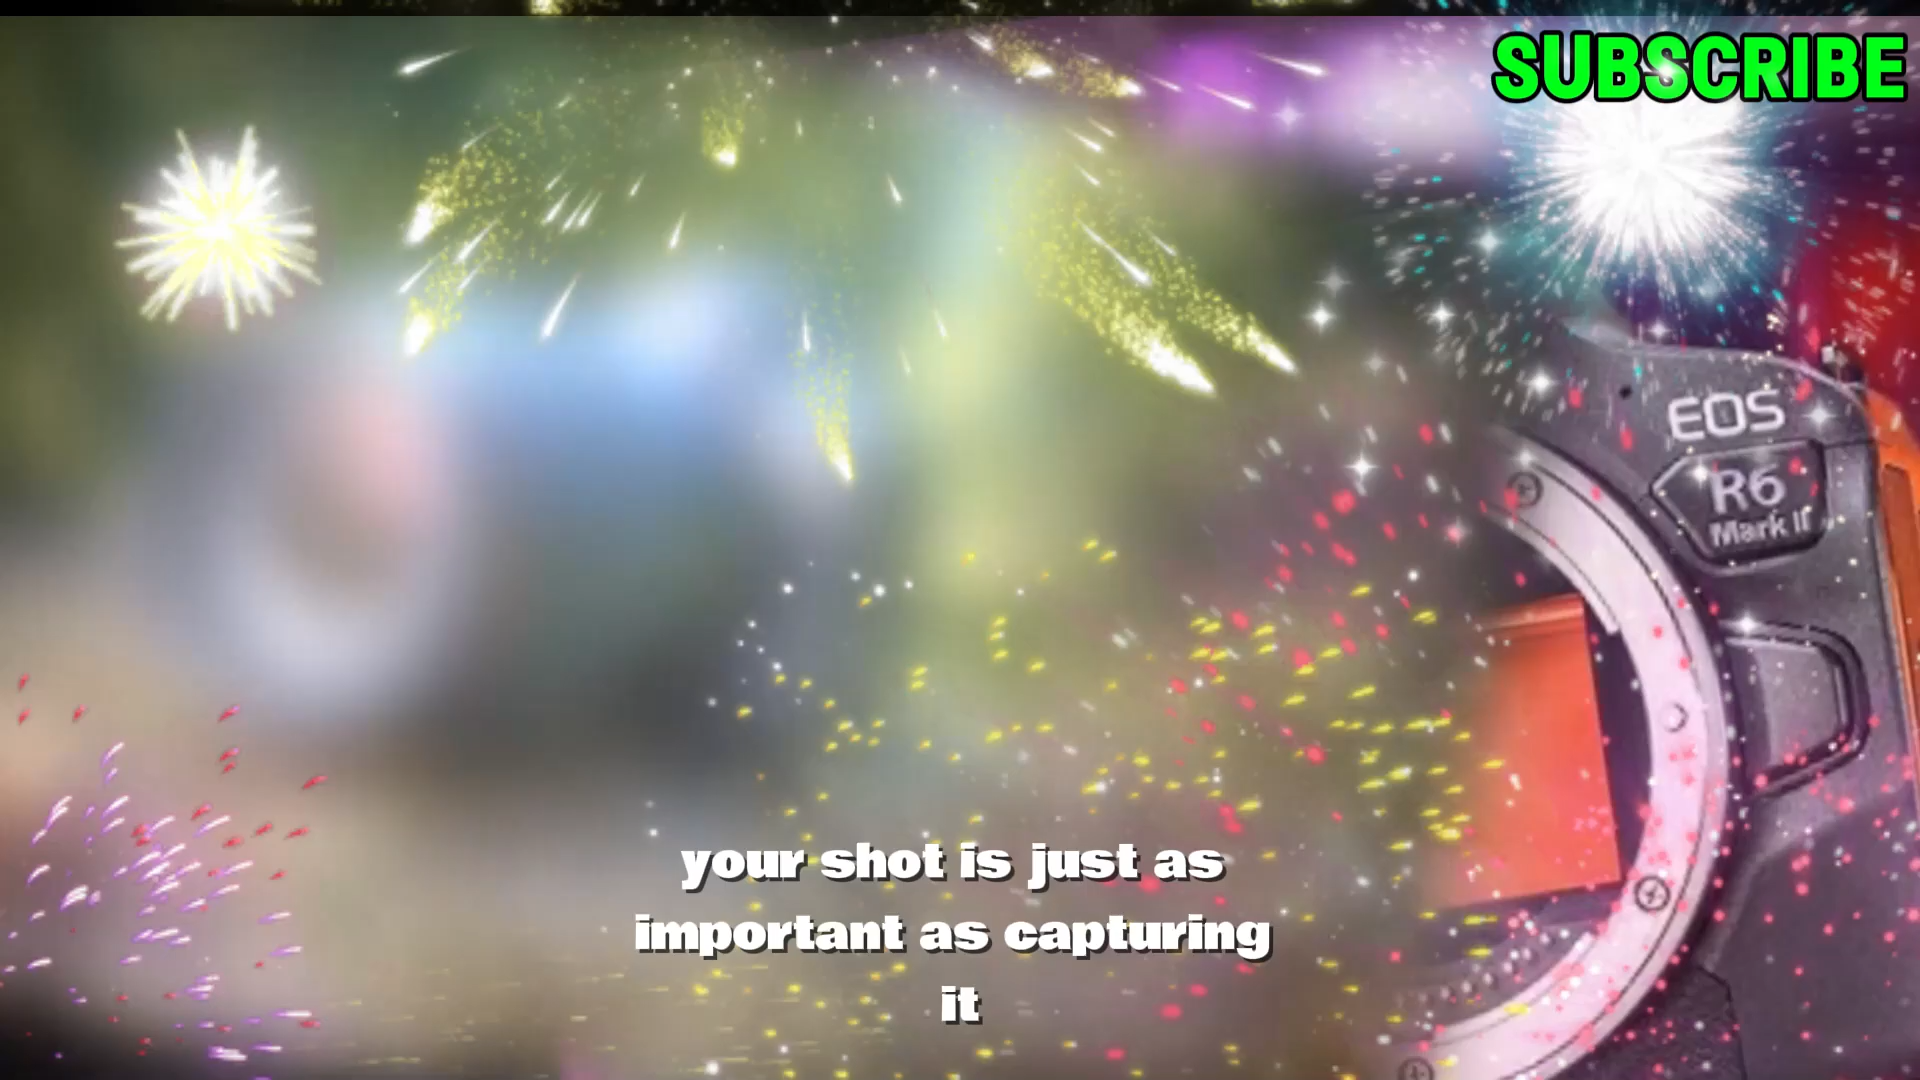 SUBSCRIBE
EOS
R6
Mark II
your shot is just as
important as capturing
it